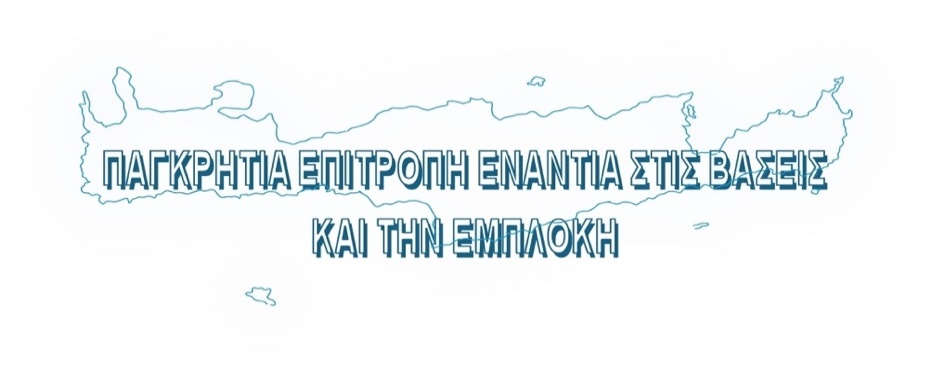 ΠΑΓΚΡΗΤΙΑ ΕΠΙΤΡΟΠΗ ΕΝΑΝΤΙΑ ΣΤΙΣ ΒΑΣΕΙΣ
ΚΑΙ ΤΗΝ ΕΜΠΛΟΚΗ